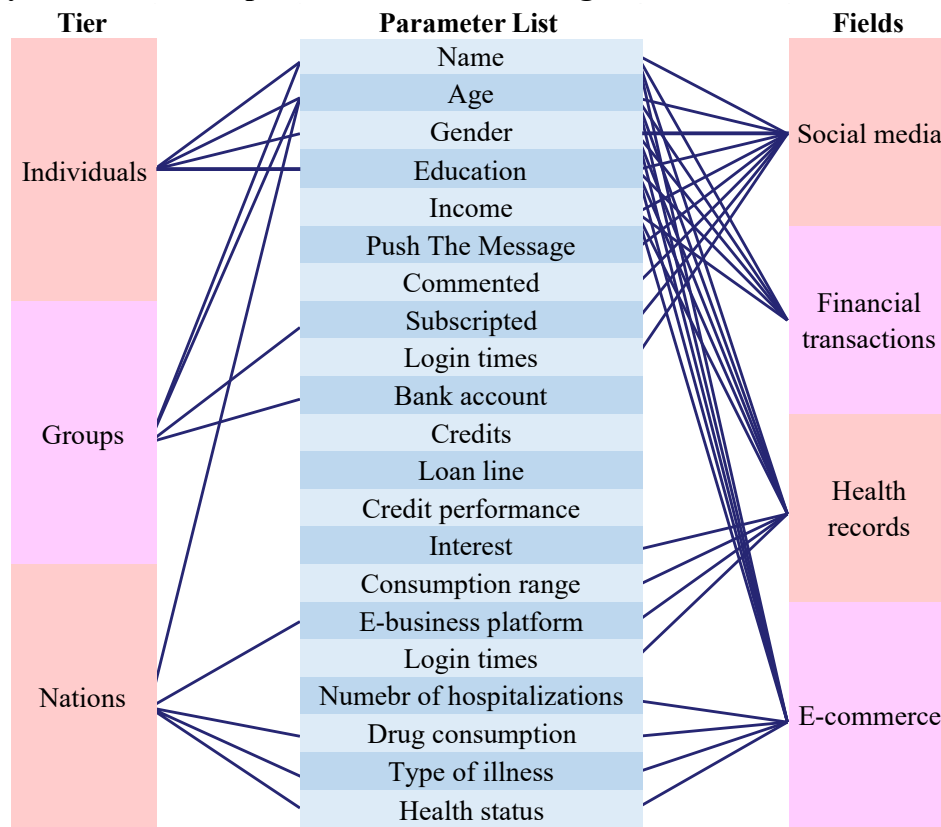 Tier
Parameter List
Fields
Individuals
Groups
Nations
Name
Age
Gender
Education
Income
Push The Message
Commented
Subscripted
Login times
Bank account
Credits
Loan line
Credit performance
Interest
Consumption range
E-business platform
Login times
Numebr of hospitalizations
Drug consumption
Type of illness
Health status
Social media
Financial
transactions
Health
records
E-commerce